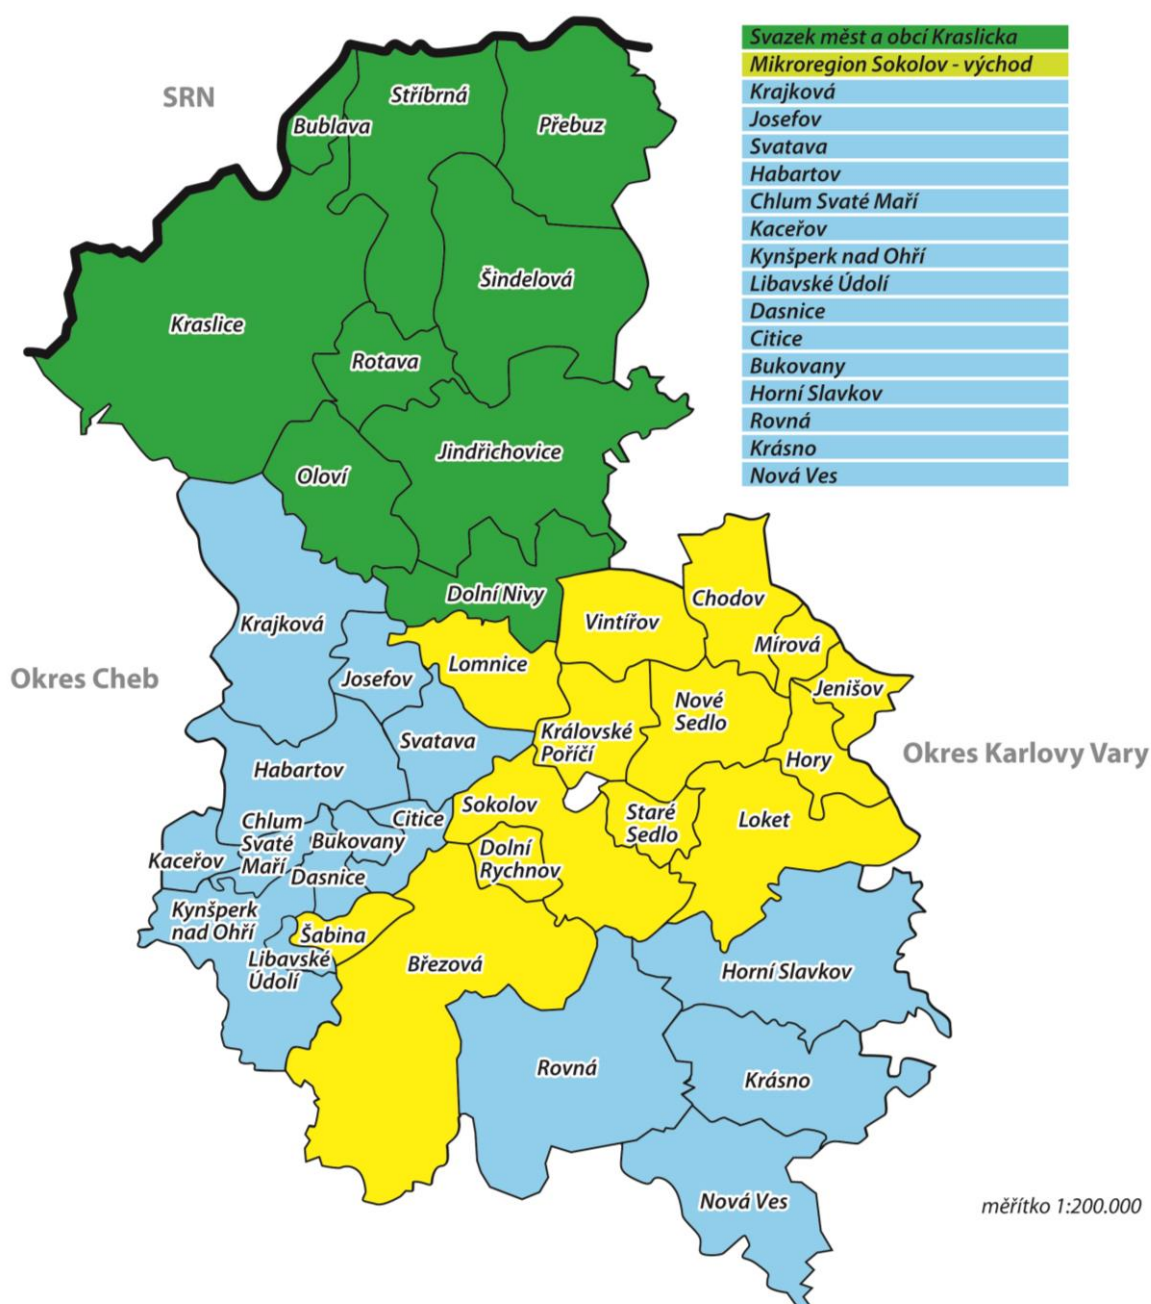 Svazek měst a obcí Kraslicka
Mikroregion Sokolov - východ
Krajková
Josefov
Svatava
Habartov
Chlum Svaté Maří
Kaceřov
Kynšperk nad Ohří
Libavské Údolí
Dasnice
Citice
Bukovany
Horní Slavkov
Rovná
Krásno
Nová Ves
SRN
Stříbrná
Bublava
Přebuz
Šindelová
Kraslice
Rotava
Jindřichovice
Oloví
Dolní Nivy
Chodov
Vintířov
Krajková
Mírová
Lomnice
Okres Cheb
Josefov
Jenišov
Nové
Sedlo
Královské
Poříčí
Svatava
Okres Karlovy Vary
Hory
Habartov
Sokolov
Citice
Staré
Sedlo
Loket
Chlum
Svaté
Maří
Bukovany
Dolní
Rychnov
Kaceřov
Dasnice
Kynšperk
nad Ohří
Šabina
Libavské
Údolí
Březová
Horní Slavkov
Rovná
Krásno
Nová Ves
měřítko 1:200.000